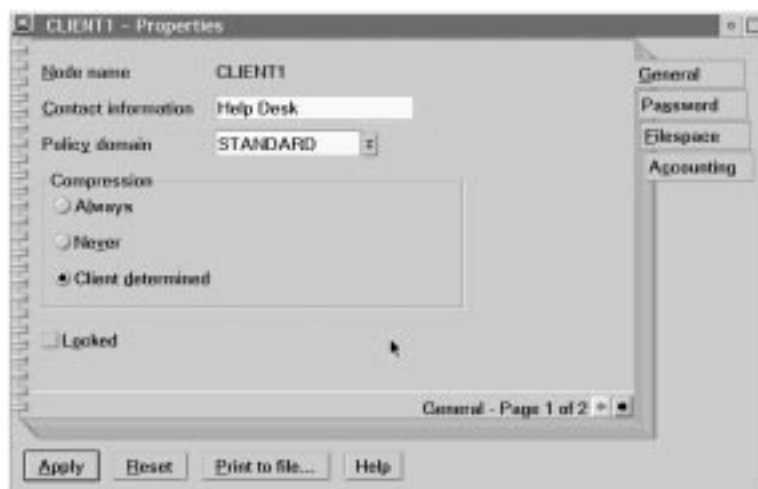 CLIENT1 - Properties
Node name CLIENT1
Contact information Help Desk
Policy domain STANDARD
Compression
Always
Never
Client determined
Locked
General - Page 1 of 2
General
Password
Filespace
Accounting
Apply Reset Print to file... Help